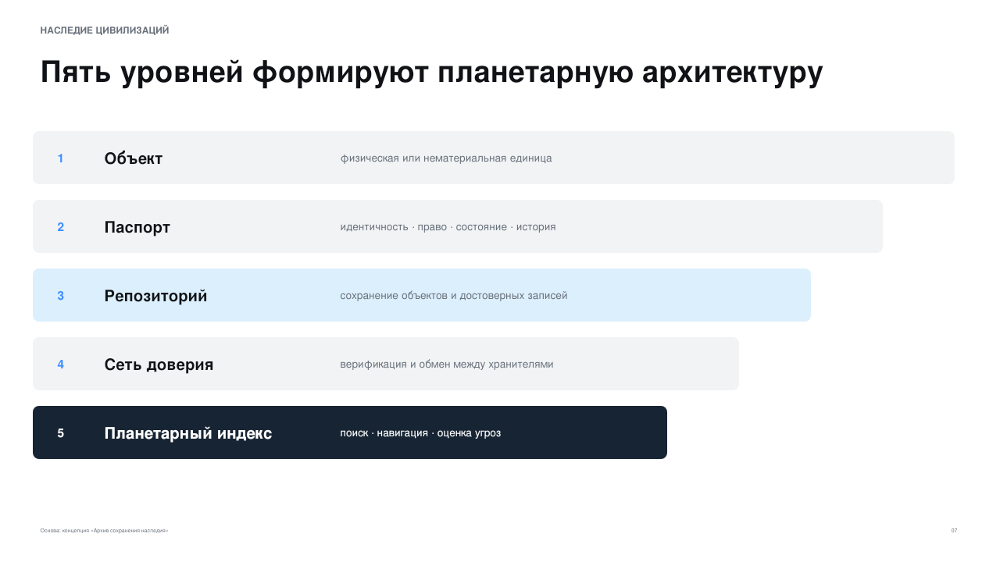 НАСЛЕДИЕ ЦИВИЛИЗАЦИЙ
Пять уровней формируют планетарную архитектуру
1 Объект физическая или нематериальная единица
2 Паспорт идентичность · право · состояние · история
3 Репозиторий сохранение объектов и достоверных записей
4 Сеть доверия верификация и обмен между хранителями
5 Планетарный индекс поиск · навигация · оценка угроз
Основа: концепция «Архив сохранения наследия» 07